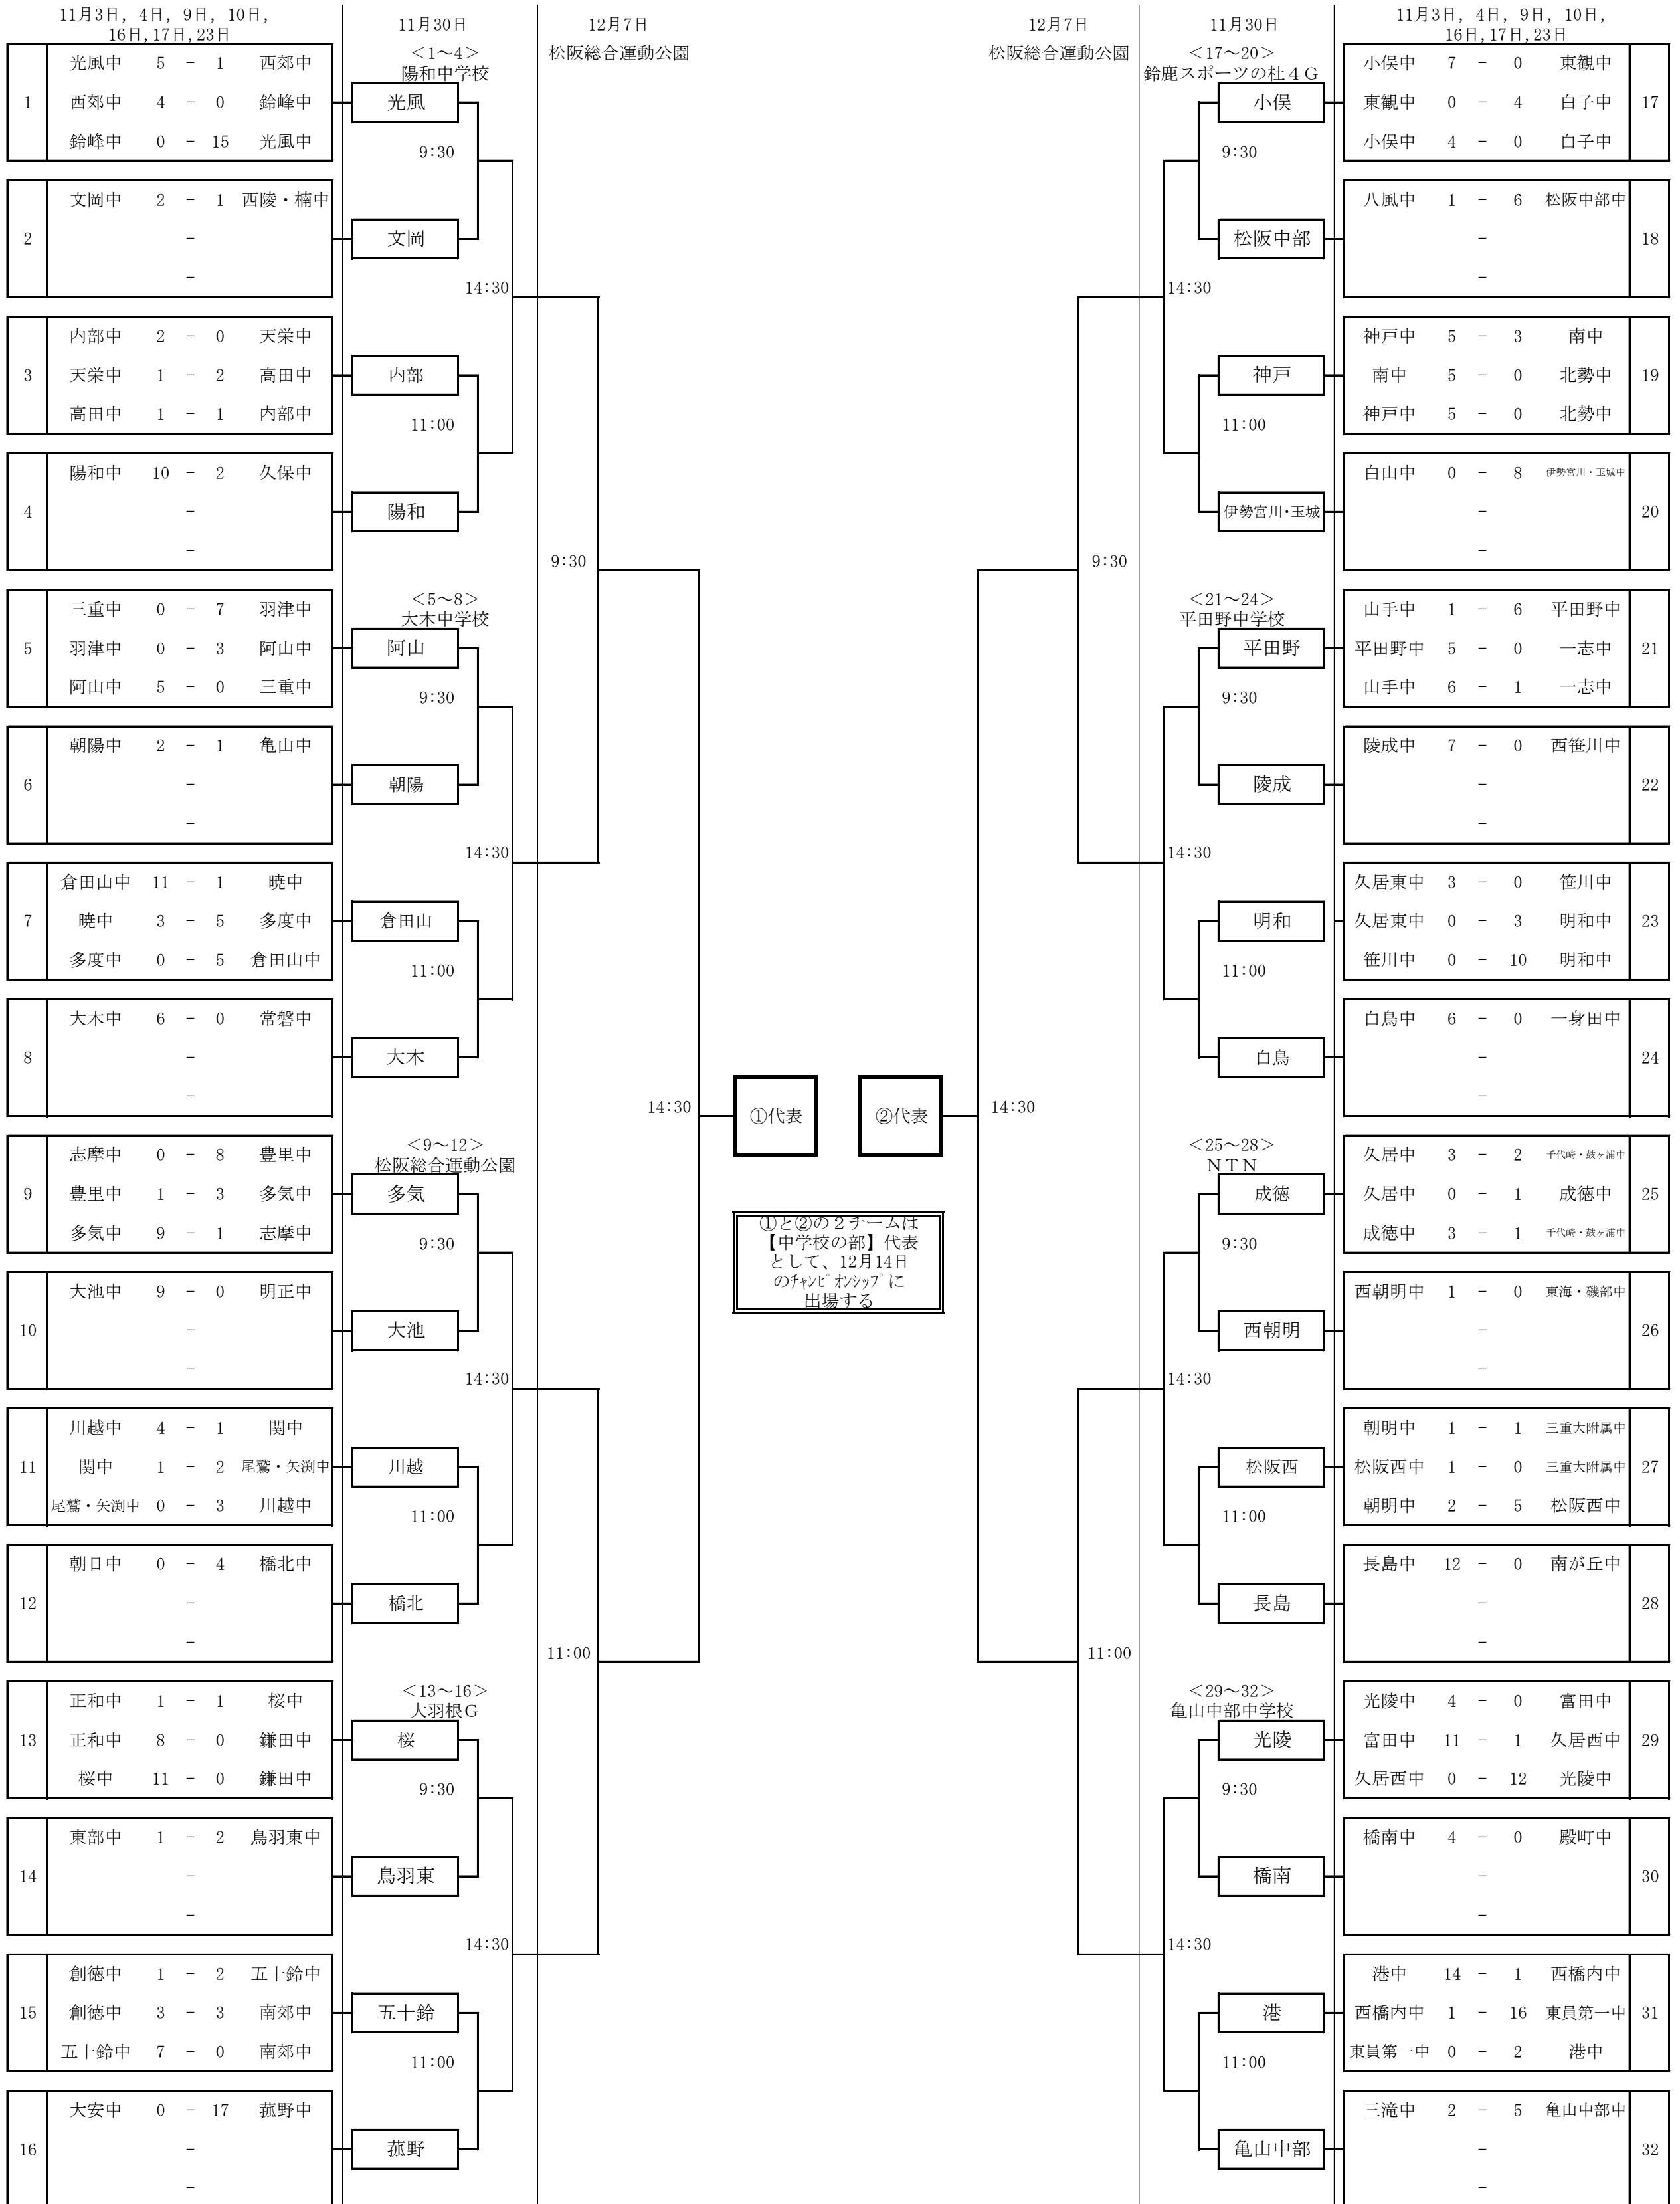 11月3日，4日，9日，10日，
16日,17日,23日
11月30日
12月7日
12月7日
11月30日
11月3日，4日，9日，10日，
16日,17日,23日
＜1～4＞
陽和中学校
松阪総合運動公園
松阪総合運動公園
＜17～20＞
鈴鹿スポーツの杜４Ｇ
1
光風中 5 － 1 西郊中
西郊中 4 － 0 鈴峰中
鈴峰中 0 － 15 光風中
光風
9:30
2
文岡中 2 － 1 西陵・楠中
－
－
文岡
14:30
3
内部中 2 － 0 天栄中
天栄中 1 － 2 高田中
高田中 1 － 1 内部中
内部
11:00
4
陽和中 10 － 2 久保中
－
－
陽和
9:30
＜5～8＞
大木中学校
5
三重中 0 － 7 羽津中
羽津中 0 － 3 阿山中
阿山中 5 － 0 三重中
阿山
9:30
6
朝陽中 2 － 1 亀山中
－
－
朝陽
14:30
7
倉田山中 11 － 1 暁中
暁中 3 － 5 多度中
多度中 0 － 5 倉田山中
倉田山
11:00
8
大木中 6 － 0 常磐中
－
－
大木
14:30
①代表
＜9～12＞
松阪総合運動公園
9
志摩中 0 － 8 豊里中
豊里中 1 － 3 多気中
多気中 9 － 1 志摩中
多気
9:30
10
大池中 9 － 0 明正中
－
－
大池
14:30
11
川越中 4 － 1 関中
関中 1 － 2 尾鷲・矢渕中
尾鷲・矢渕中 0 － 3 川越中
川越
11:00
12
朝日中 0 － 4 橋北中
－
－
橋北
11:00
＜13～16＞
大羽根Ｇ
13
正和中 1 － 1 桜中
正和中 8 － 0 鎌田中
桜中 11 － 0 鎌田中
桜
9:30
14
東部中 1 － 2 鳥羽東中
－
－
鳥羽東
14:30
15
創徳中 1 － 2 五十鈴中
創徳中 3 － 3 南郊中
五十鈴中 7 － 0 南郊中
五十鈴
11:00
16
大安中 0 － 17 菰野中
－
－
菰野
①と②の２チームは
【中学校の部】代表
として、12月14日
のﾁｬﾝﾋﾟｵﾝｼｯﾌﾟに
出場する
小俣
9:30
小俣中 7 － 0 東観中
東観中 0 － 4 白子中
小俣中 4 － 0 白子中
17
松阪中部
八風中 1 － 6 松阪中部中
－
－
18
14:30
神戸
11:00
神戸中 5 － 3 南中
南中 5 － 0 北勢中
神戸中 5 － 0 北勢中
19
伊勢宮川・玉城
白山中 0 － 8 伊勢宮川・玉城中
－
－
20
9:30
＜21～24＞
平田野中学校
平田野
9:30
山手中 1 － 6 平田野中
平田野中 5 － 0 一志中
山手中 6 － 1 一志中
21
陵成
陵成中 7 － 0 西笹川中
－
－
22
14:30
明和
11:00
久居東中 3 － 0 笹川中
久居東中 0 － 3 明和中
笹川中 0 － 10 明和中
23
白鳥
白鳥中 6 － 0 一身田中
－
－
24
②代表
14:30
＜25～28＞
ＮＴＮ
成徳
9:30
久居中 3 － 2 千代崎・鼓ヶ浦中
久居中 0 － 1 成徳中
成徳中 3 － 1 千代崎・鼓ヶ浦中
25
西朝明
西朝明中 1 － 0 東海・磯部中
－
－
26
14:30
松阪西
11:00
朝明中 1 － 1 三重大附属中
松阪西中 1 － 0 三重大附属中
朝明中 2 － 5 松阪西中
27
長島
長島中 12 － 0 南が丘中
－
－
28
11:00
＜29～32＞
亀山中部中学校
光陵
9:30
光陵中 4 － 0 富田中
富田中 11 － 1 久居西中
久居西中 0 － 12 光陵中
29
橋南
橋南中 4 － 0 殿町中
－
－
30
14:30
港
11:00
港中 14 － 1 西橋内中
西橋内中 1 － 16 東員第一中
東員第一中 0 － 2 港中
31
亀山中部
三滝中 2 － 5 亀山中部中
－
－
32